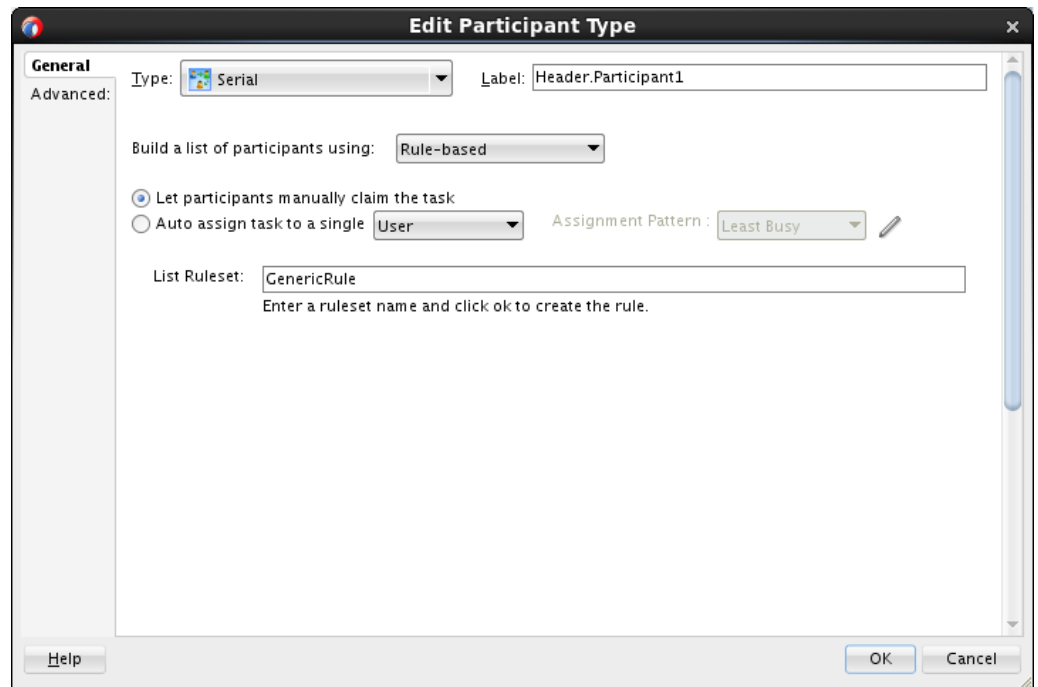 Edit Participant Type
General
Advanced:
Type: Serial Label: Header.Participant1
Build a list of participants using: Rule-based
Let participants manually claim the task
Auto assign task to a single User Assignment Pattern : Least Busy
List Ruleset: GenericRule
Enter a ruleset name and click ok to create the rule.
Help OK Cancel